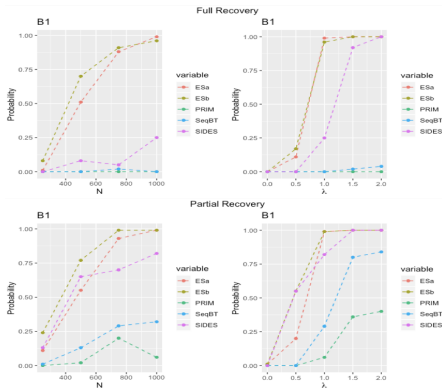 Full Recovery
B1
1.00
0.75
0.50
0.25
0.00
Probability
400 600 800 1000
N
variable
ESa
ESb
PRIM
SeqBT
SIDES
B1
1.00
0.75
0.50
0.25
0.00
Probability
0.0 0.5 1.0 1.5 2.0
λ
variable
ESa
ESb
PRIM
SeqBT
SIDES
Partial Recovery
B1
1.00
0.75
0.50
0.25
0.00
Probability
400 600 800 1000
N
variable
ESa
ESb
PRIM
SeqBT
SIDES
B1
1.00
0.75
0.50
0.25
0.00
Probability
0.0 0.5 1.0 1.5 2.0
λ
variable
ESa
ESb
PRIM
SeqBT
SIDES